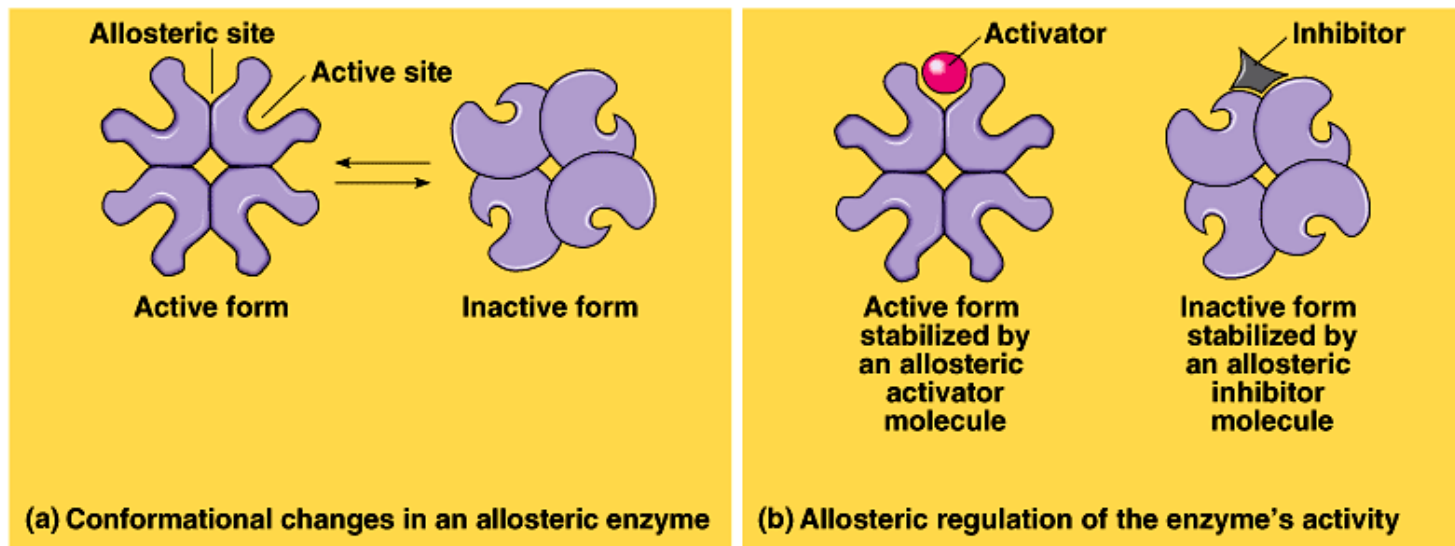 Allosteric site
Active site
Active form
Inactive form
(a) Conformational changes in an allosteric enzyme
Activator
Inhibitor
Active form
stabilized by
an allosteric
activator
molecule
Inactive form
stabilized by
an allosteric
inhibitor
molecule
(b) Allosteric regulation of the enzyme's activity